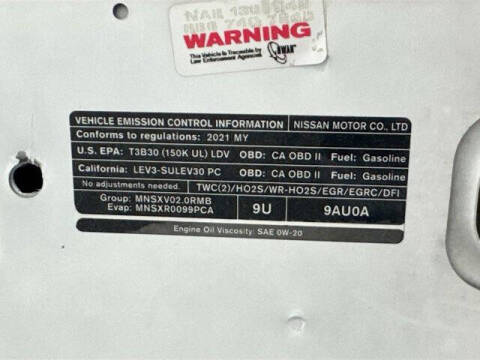 WARNING
This Vehicle is Traceable by
Law Enforcement Agencies.
VEHICLE EMISSION CONTROL INFORMATION NISSAN MOTOR CO., LTD
Conforms to regulations: 2021 MY
U.S. EPA: T3B30 (150K UL) LDV OBD: CA OBD II Fuel: Gasoline
California: LEV3-SULEV30 PC OBD: CA OBD II Fuel: Gasoline
No adjustments needed. TWC(2)/HO2S/WR-HO2S/EGR/EGRC/DFI
Group: MNSXV02.0RMB
Evap: MNSXR0099PCA 9U 9AU0A
Engine Oil Viscosity: SAE 0W-20